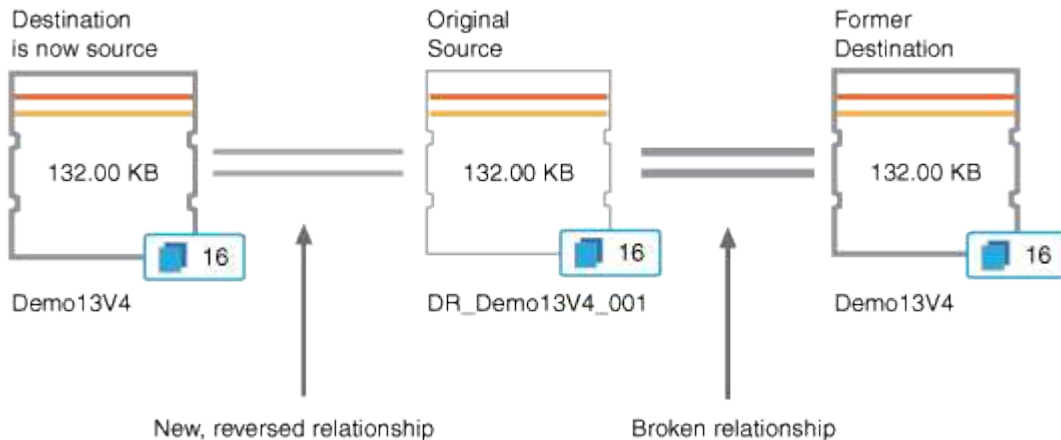 Destination
is now source
Original
Source
Former
Destination
132.00 KB
132.00 KB
132.00 KB
16
16
16
Demo13V4
DR_Demo13V4_001
Demo13V4
New, reversed relationship
Broken relationship